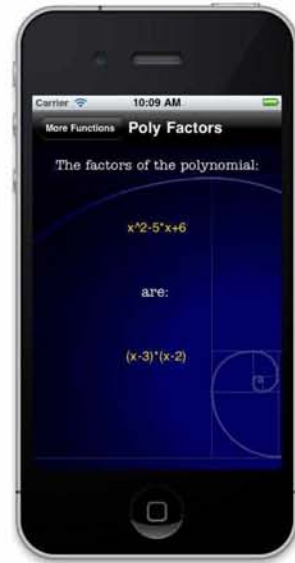 Carrier 10:09 AM
More Functions Poly Factors
The factors of the polynomial:
x^2-5*x+6
are:
(x-3)*(x-2)